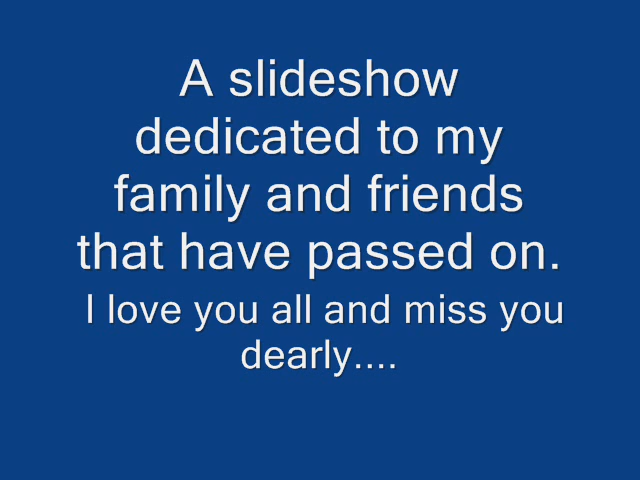 A slideshow
dedicated to my
family and friends
that have passed on.
I love you all and miss you
dearly....